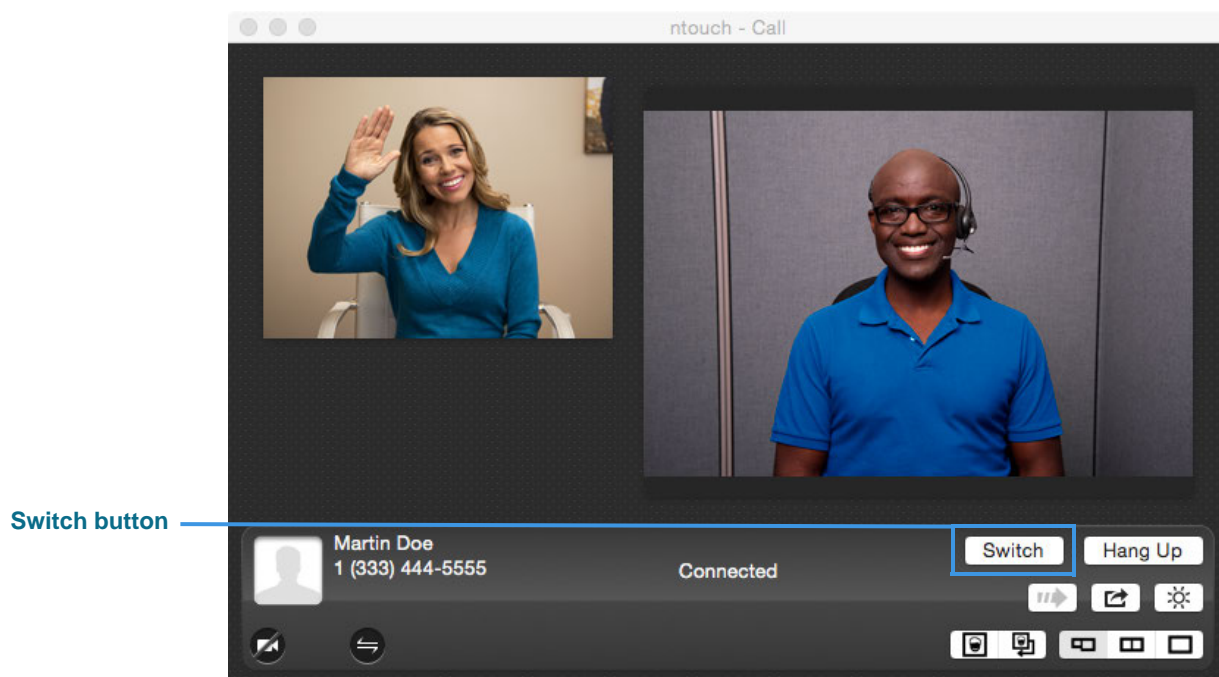 ntouch - Call
Switch button
Martin Doe
1 (333) 444-5555
Connected
Switch
Hang Up